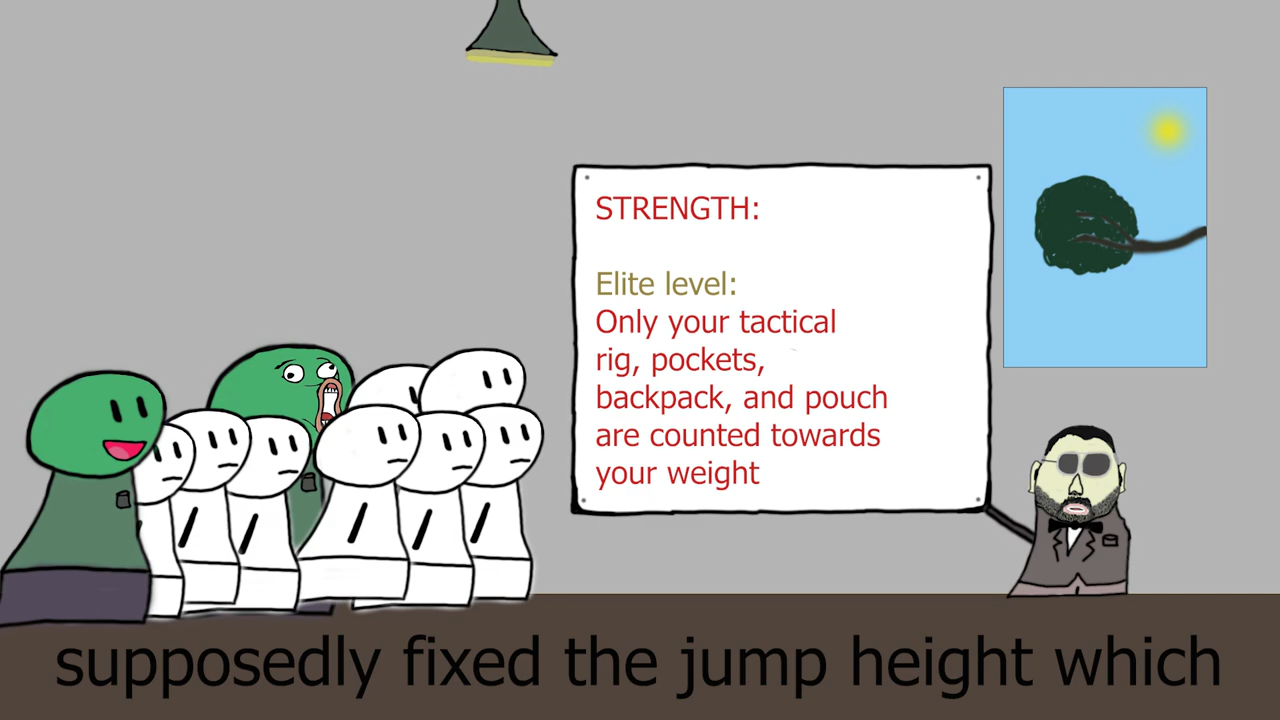 STRENGTH:
Elite level:
Only your tactical
rig, pockets,
backpack, and pouch
are counted towards
your weight
supposedly fixed the jump height which